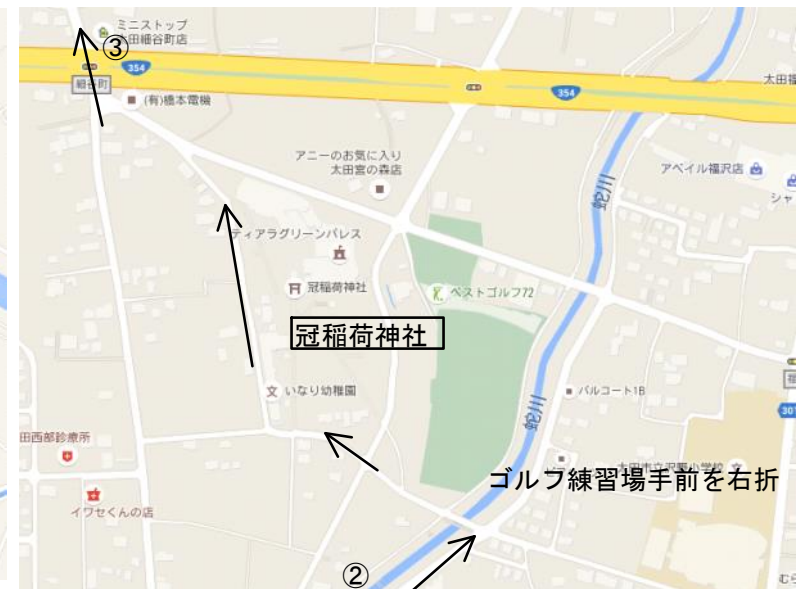 ミニストップ
太田細谷町店
③
354
細谷町
(有)橋本電機
354
太田福
アニーのお気に入り
太田宮の森店
アベイル福沢店
シャ
ティアラグリーンパレス
冠稲荷神社
ベストゴルフ72
冠稲荷神社
いなり幼稚園
パルコート1B
田西部診療所
ゴルフ練習場手前を右折
イワセくんの店
②
むら